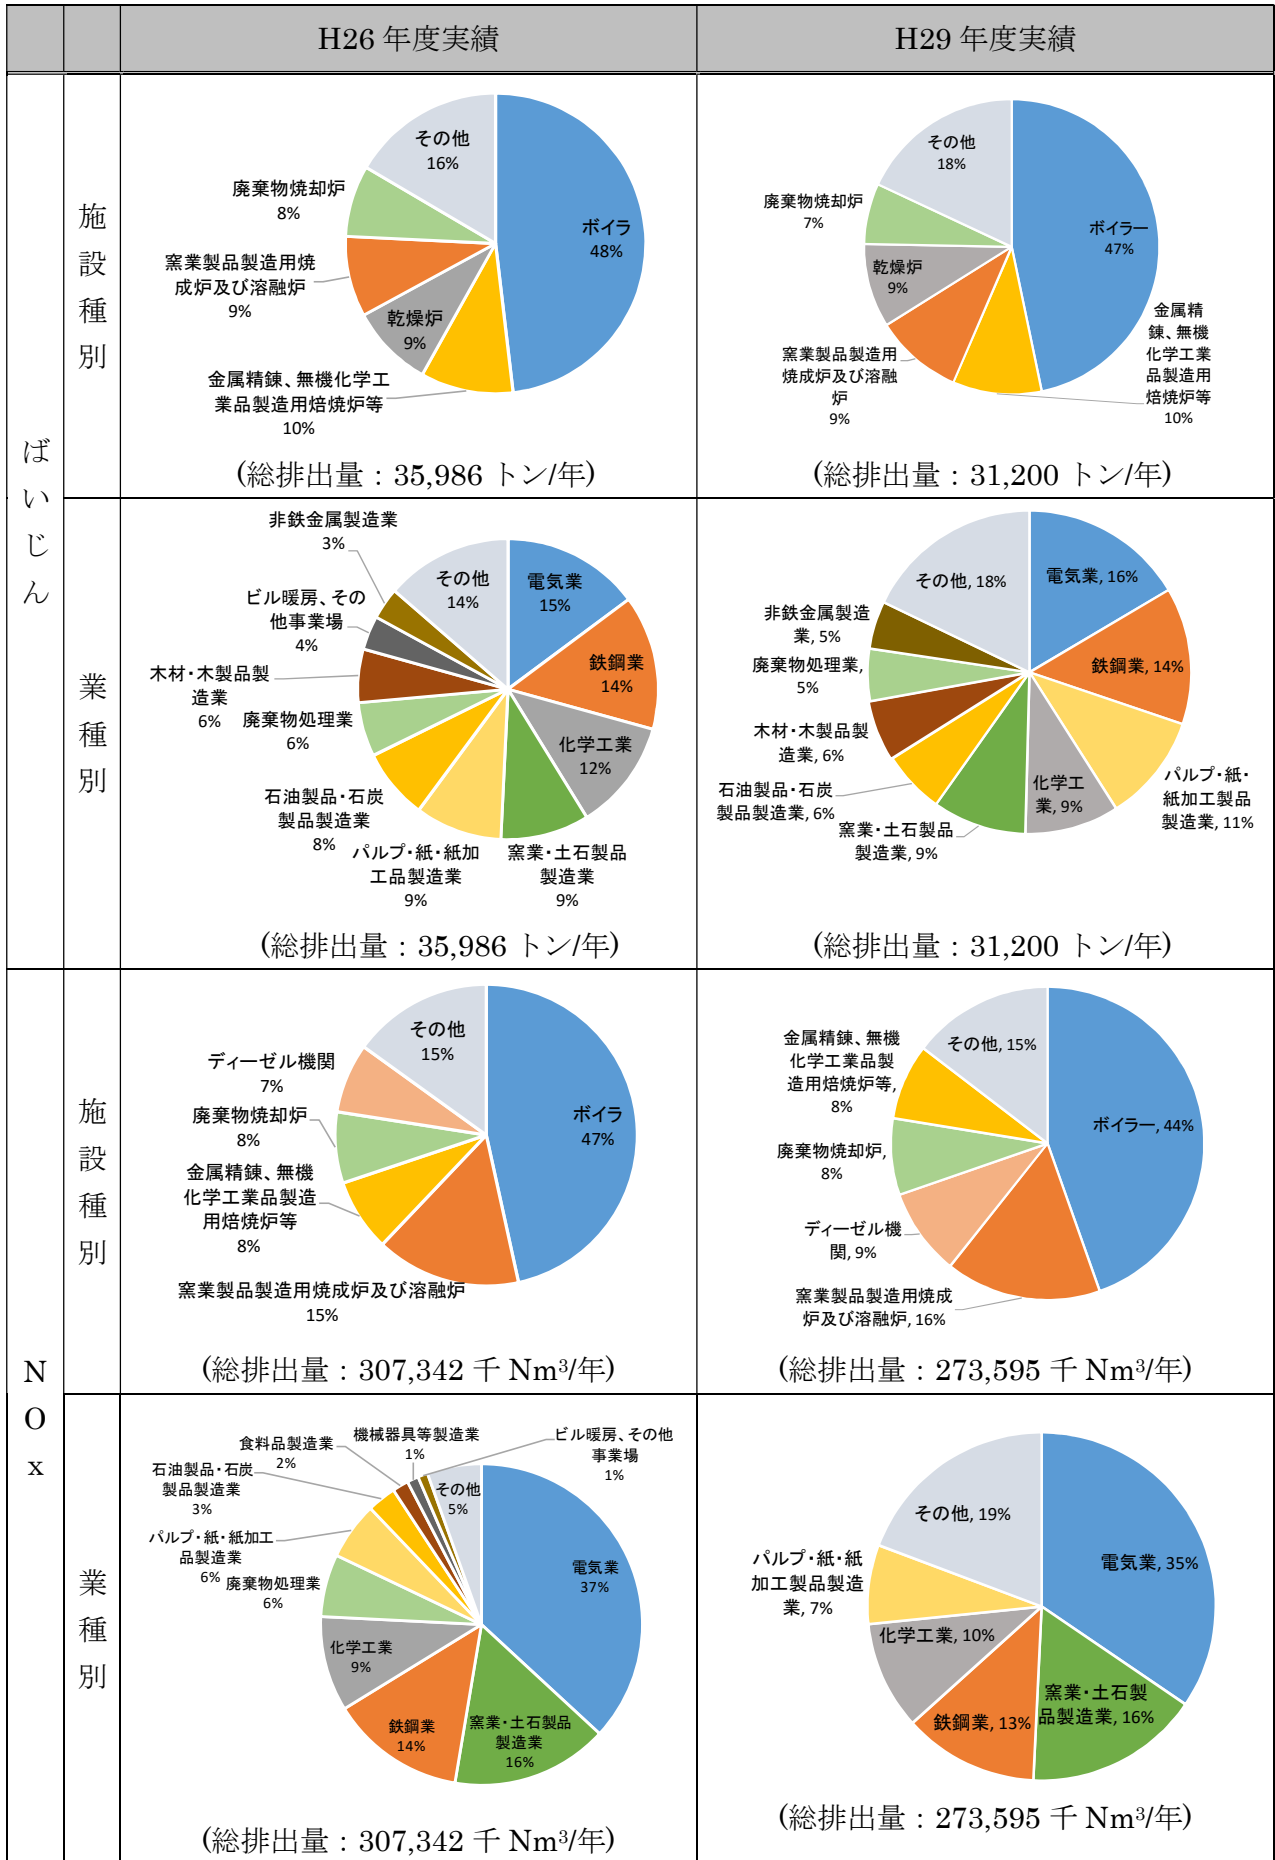 H26 年度実績
H29 年度実績
ばいじん
施設種別
その他
16%
廃棄物焼却炉
8%
窯業製品製造用焼
成炉及び溶融炉
9%
乾燥炉
9%
金属精錬、無機化学工
業品製造用焙焼炉等
10%
ボイラ
48%
(総排出量：35,986 トン/年)
その他
18%
廃棄物焼却炉
7%
乾燥炉
9%
窯業製品製造用
焼成炉及び溶融
炉
9%
ボイラー
47%
金属精
錬、無機
化学工業
品製造用
焙焼炉等
10%
(総排出量：31,200 トン/年)
業種別
非鉄金属製造業
3%
その他
14%
電気業
15%
ビル暖房、その
他事業場
4%
鉄鋼業
14%
木材・木製品製
造業
6%
廃棄物処理業
6%
化学工業
12%
石油製品・石炭
製品製造業
8%
パルプ・紙・紙加
工品製造業
9%
窯業・土石製品
製造業
9%
(総排出量：35,986 トン/年)
その他, 18%
電気業, 16%
非鉄金属製造
業, 5%
廃棄物処理業,
5%
鉄鋼業, 14%
木材・木製品製
造業, 6%
石油製品・石炭
製品製造業, 6%
窯業・土石製品
製造業, 9%
化学工
業, 9%
パルプ・紙・
紙加工製品
製造業, 11%
(総排出量：31,200 トン/年)
NOx
施設種別
その他
15%
ディーゼル機関
7%
廃棄物焼却炉
8%
金属精錬、無機
化学工業品製造
用焙焼炉等
8%
窯業製品製造用焼成炉及び溶融炉
15%
ボイラ
47%
(総排出量：307,342 千 Nm³/年)
金属精錬、無機
化学工業品製
造用焙焼炉等,
8%
その他, 15%
廃棄物焼却炉,
8%
ディーゼル機
関, 9%
窯業製品製造用焼成
炉及び溶融炉, 16%
ボイラー, 44%
(総排出量：273,595 千 Nm³/年)
業種別
機械器具等製造業
1%
ビル暖房、その他
事業場
1%
食料品製造業
2%
石油製品・石炭
製品製造業
3%
その他
5%
パルプ・紙・紙加工
品製造業
6%
廃棄物処理業
6%
電気業
37%
化学工業
9%
鉄鋼業
14%
窯業・土石製品
製造業
16%
(総排出量：307,342 千 Nm³/年)
その他, 19%
電気業, 35%
パルプ・紙・紙
加工製品製造
業, 7%
化学工業, 10%
鉄鋼業, 13%
窯業・土石製
品製造業, 16%
(総排出量：273,595 千 Nm³/年)